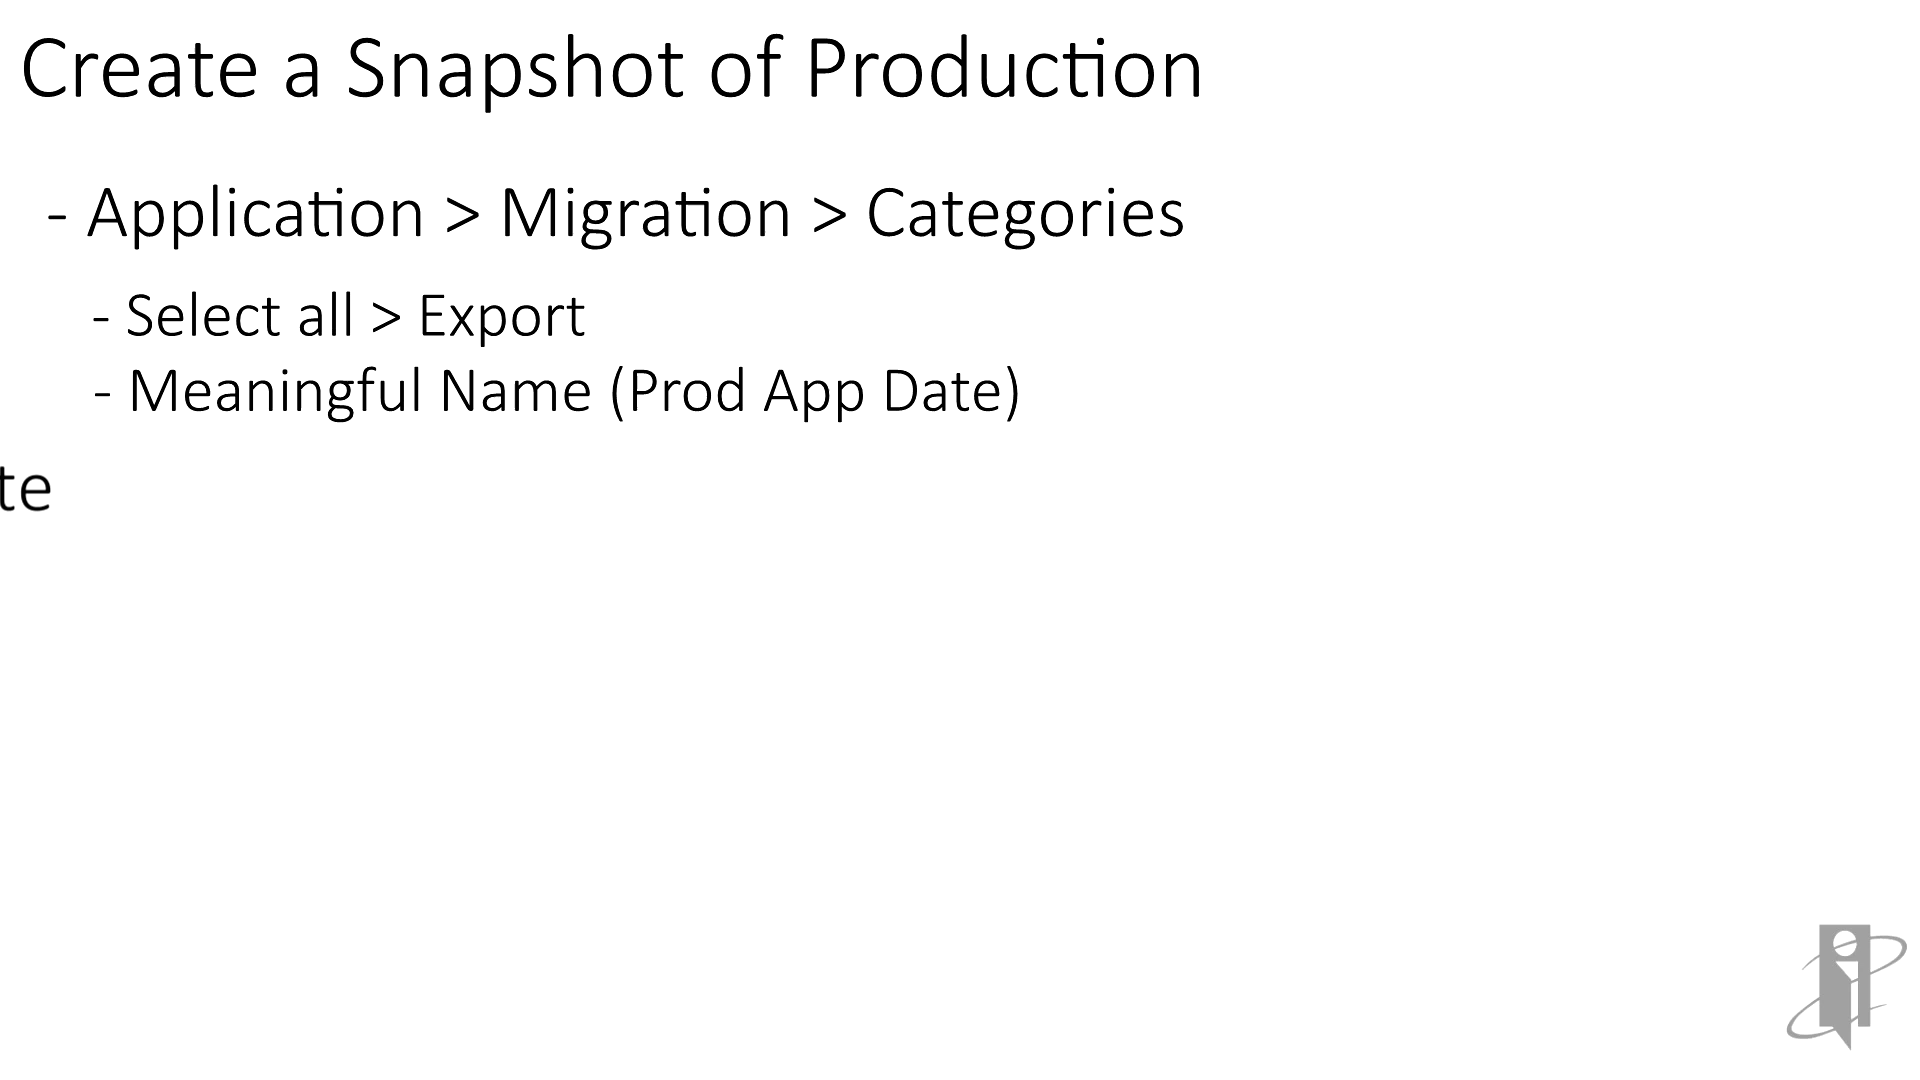 Create a Snapshot of Production
- Application > Migration > Categories
- Select all > Export
- Meaningful Name (Prod App Date)
te